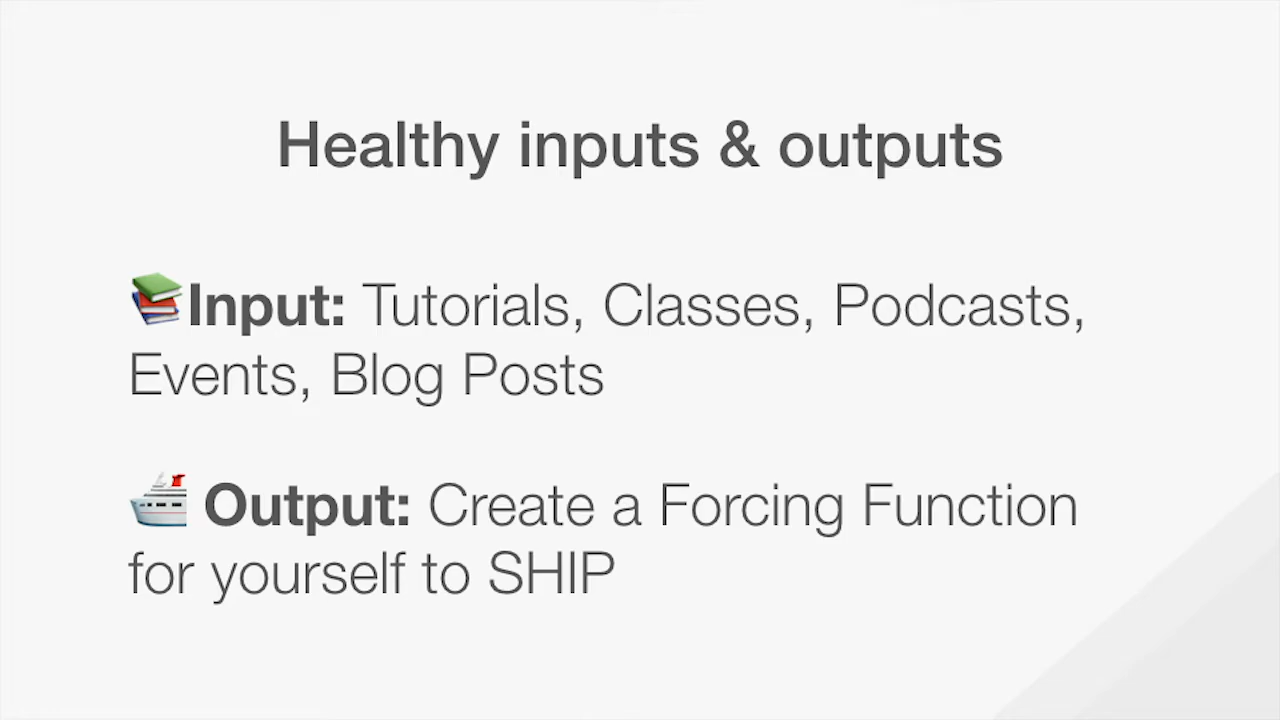 Healthy inputs & outputs
📚Input: Tutorials, Classes, Podcasts,
Events, Blog Posts
🛳 Output: Create a Forcing Function
for yourself to SHIP